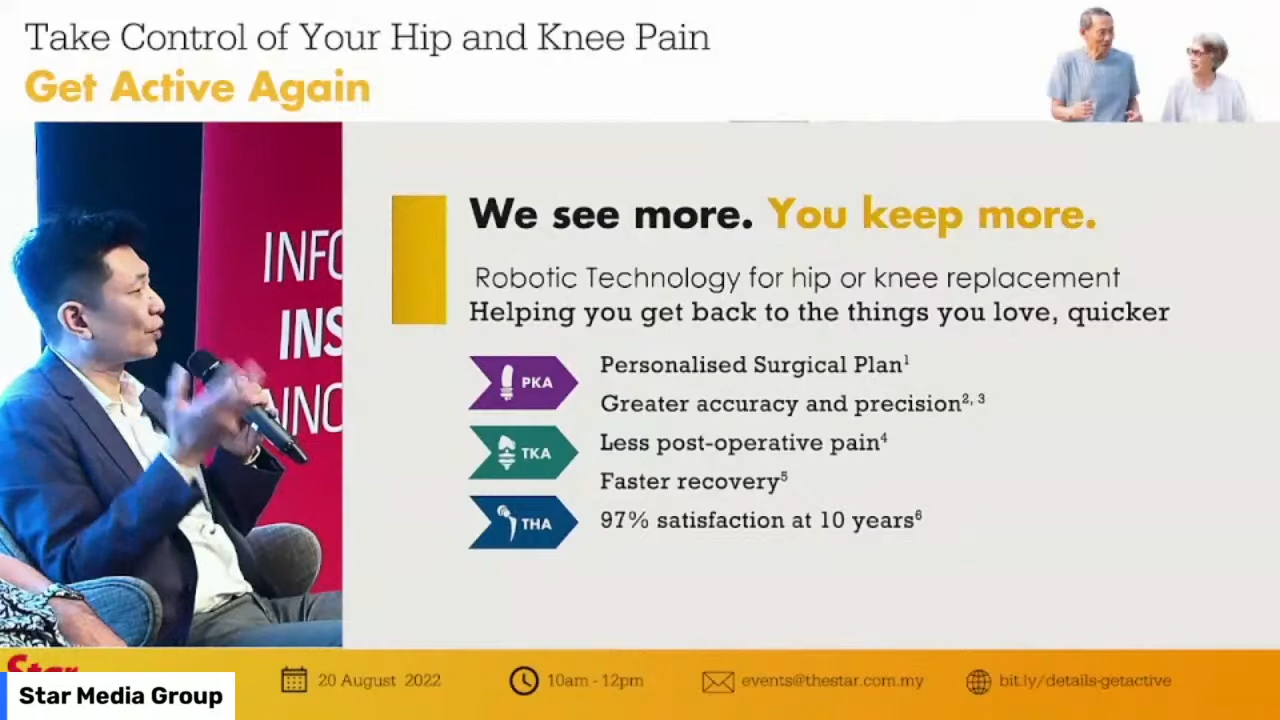 Take Control of Your Hip and Knee Pain
Get Active Again
INFO
INS
INNO
We see more. You keep more.
Robotic Technology for hip or knee replacement
Helping you get back to the things you love, quicker
PKA
TKA
THA
Personalised Surgical Plan¹
Greater accuracy and precision²,³
Less post-operative pain⁴
Faster recovery⁵
97% satisfaction at 10 years⁶
Star
20 August 2022
10am - 12pm
events@thestar.com.my
bit.ly/details-getactive
Star Media Group